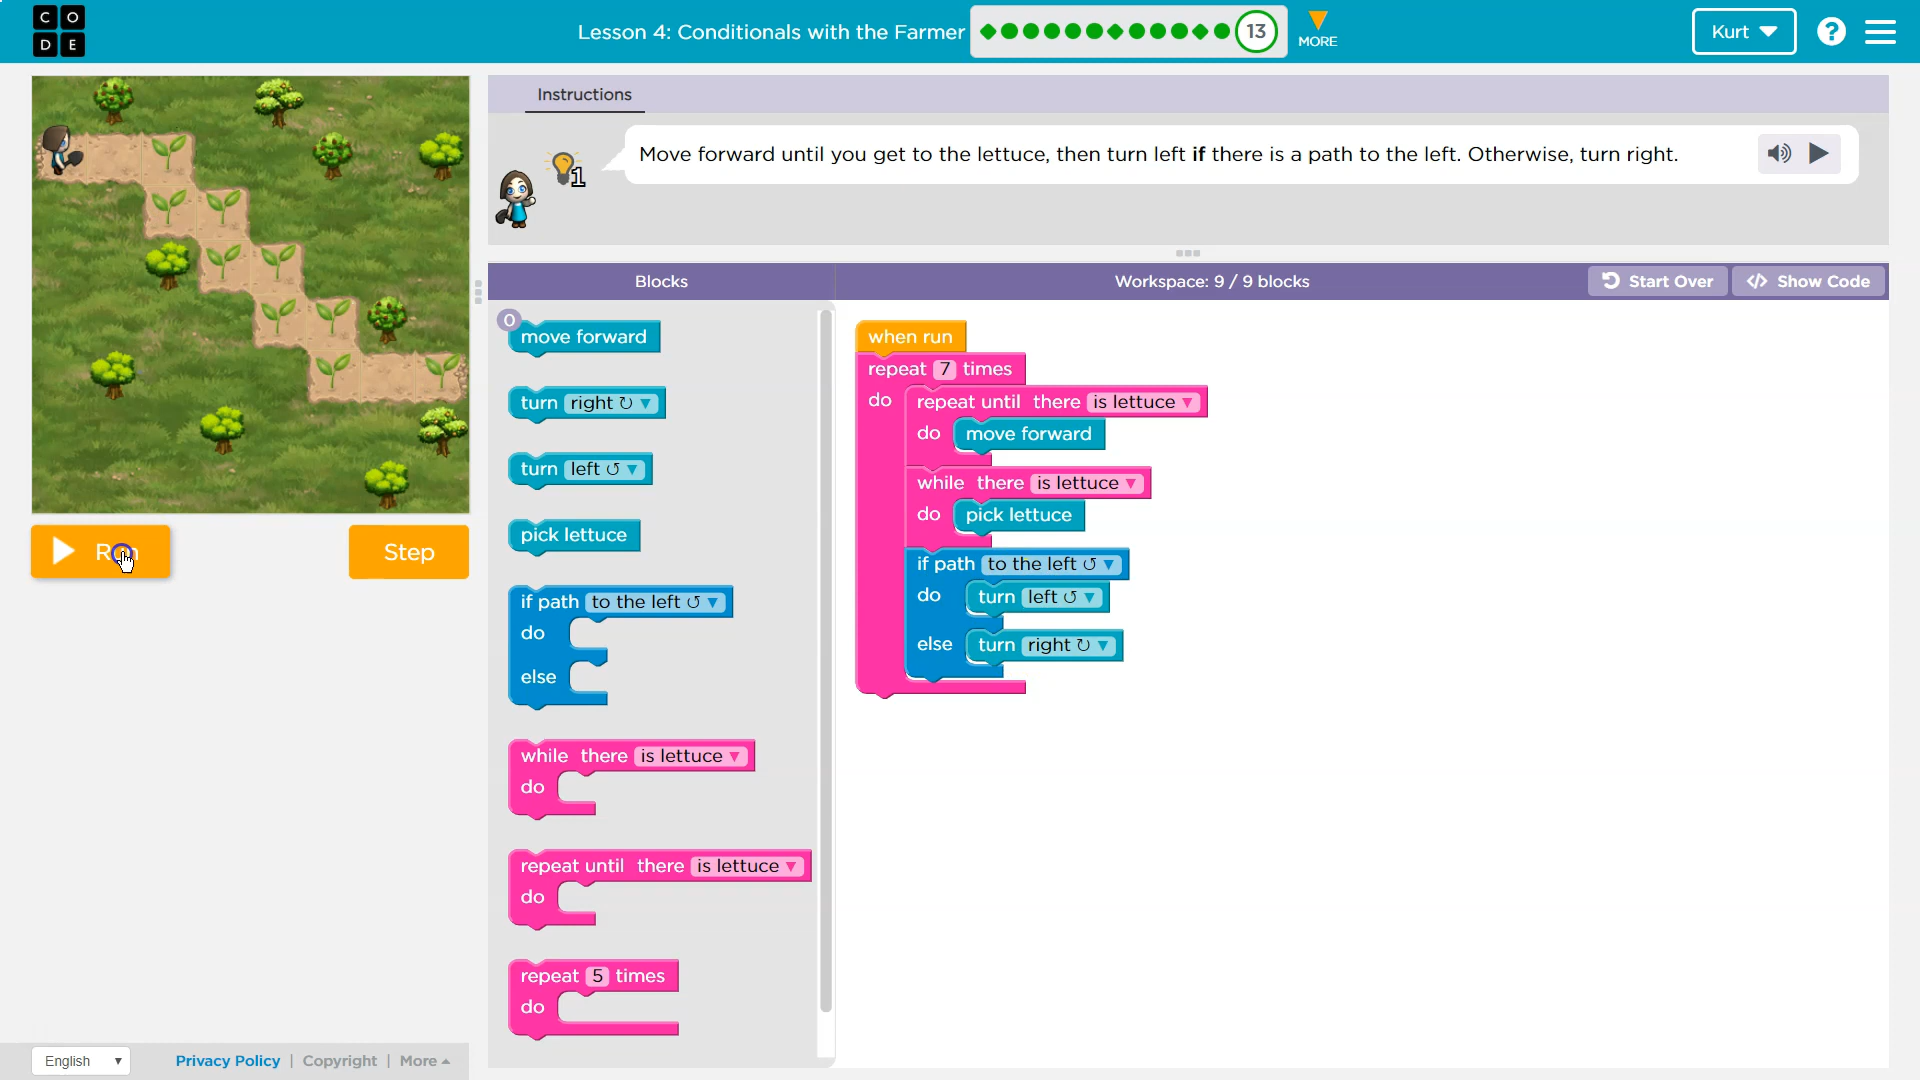 C O
D E
Lesson 4: Conditionals with the Farmer
13
MORE
Kurt
?
Instructions
1
Move forward until you get to the lettuce, then turn left if there is a path to the left. Otherwise, turn right.
Blocks
Workspace: 9 / 9 blocks
Start Over
</> Show Code
0
move forward
turn right ↻ ▼
turn left ↺ ▼
pick lettuce
if path to the left ↺ ▼
do
else
while there is lettuce ▼
do
repeat until there is lettuce ▼
do
repeat 5 times
do
when run
repeat 7 times
do
repeat until there is lettuce ▼
do move forward
while there is lettuce ▼
do pick lettuce
if path to the left ↺ ▼
do turn left ↺ ▼
else turn right ↻ ▼
Run
Step
English
Privacy Policy | Copyright | More